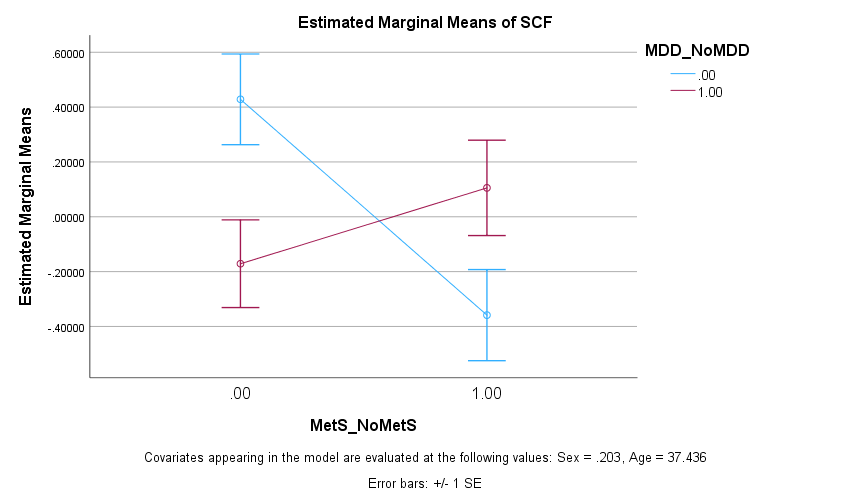 Estimated Marginal Means of SCF
MDD_NoMDD
.00
1.00
Estimated Marginal Means
.60000
.40000
.20000
.00000
-.20000
-.40000
.00
1.00
MetS_NoMetS
Covariates appearing in the model are evaluated at the following values: Sex = .203, Age = 37.436
Error bars: +/- 1 SE